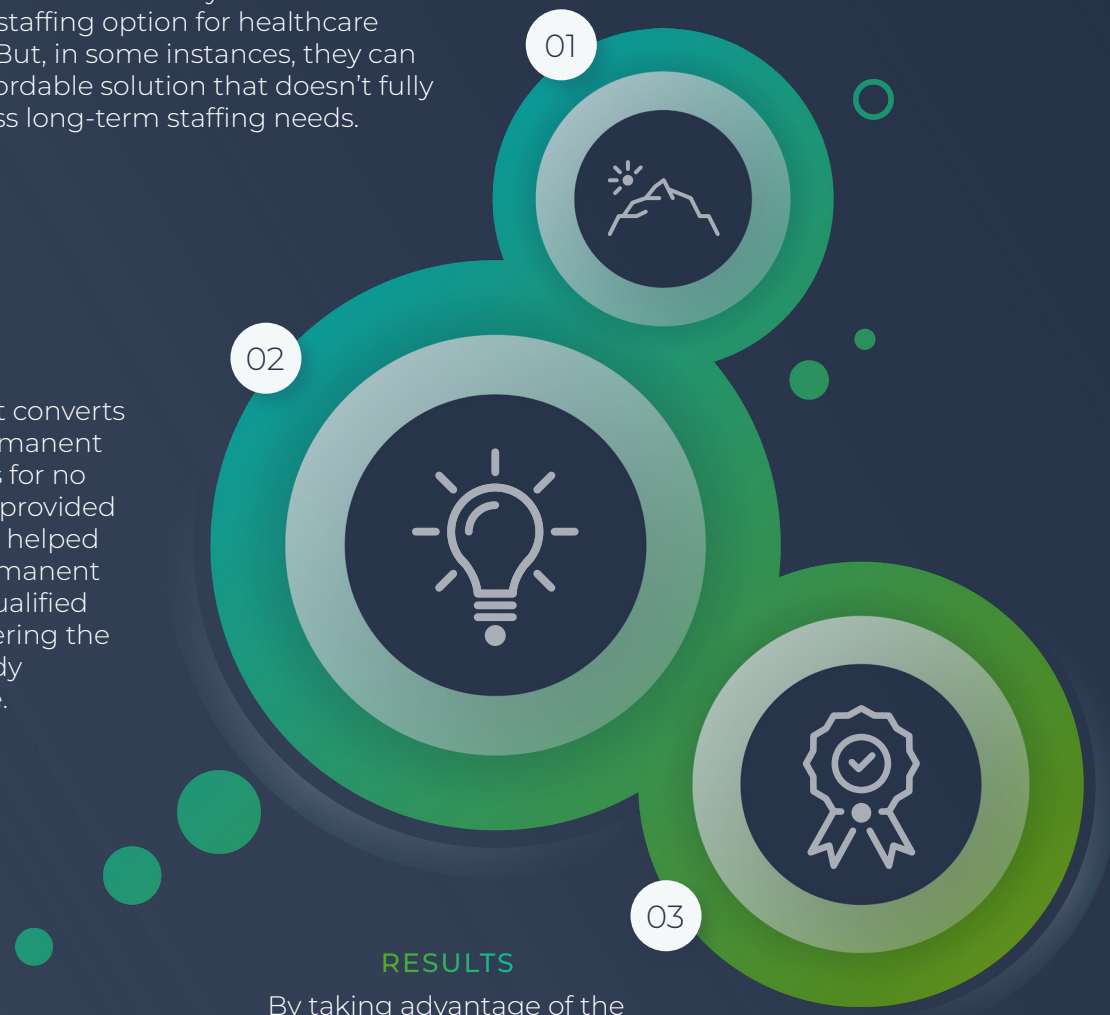 staffing option for healthcare
But, in some instances, they can
ordable solution that doesn’t fully
ss long-term staffing needs.
01
02
t converts
manent
s for no
provided
helped
manent
ualified
ering the
dy
e.
03
RESULTS
By taking advantage of the